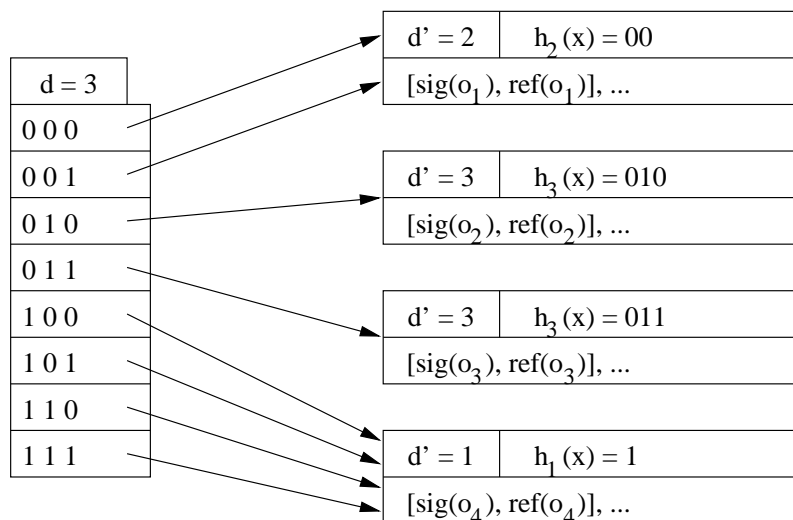 d = 3
0 0 0
0 0 1
0 1 0
0 1 1
1 0 0
1 0 1
1 1 0
1 1 1
d’ = 2 h₂(x) = 00
[sig(o₁), ref(o₁)], ...
d’ = 3 h₃(x) = 010
[sig(o₂), ref(o₂)], ...
d’ = 3 h₃(x) = 011
[sig(o₃), ref(o₃)], ...
d’ = 1 h₁(x) = 1
[sig(o₄), ref(o₄)], ...